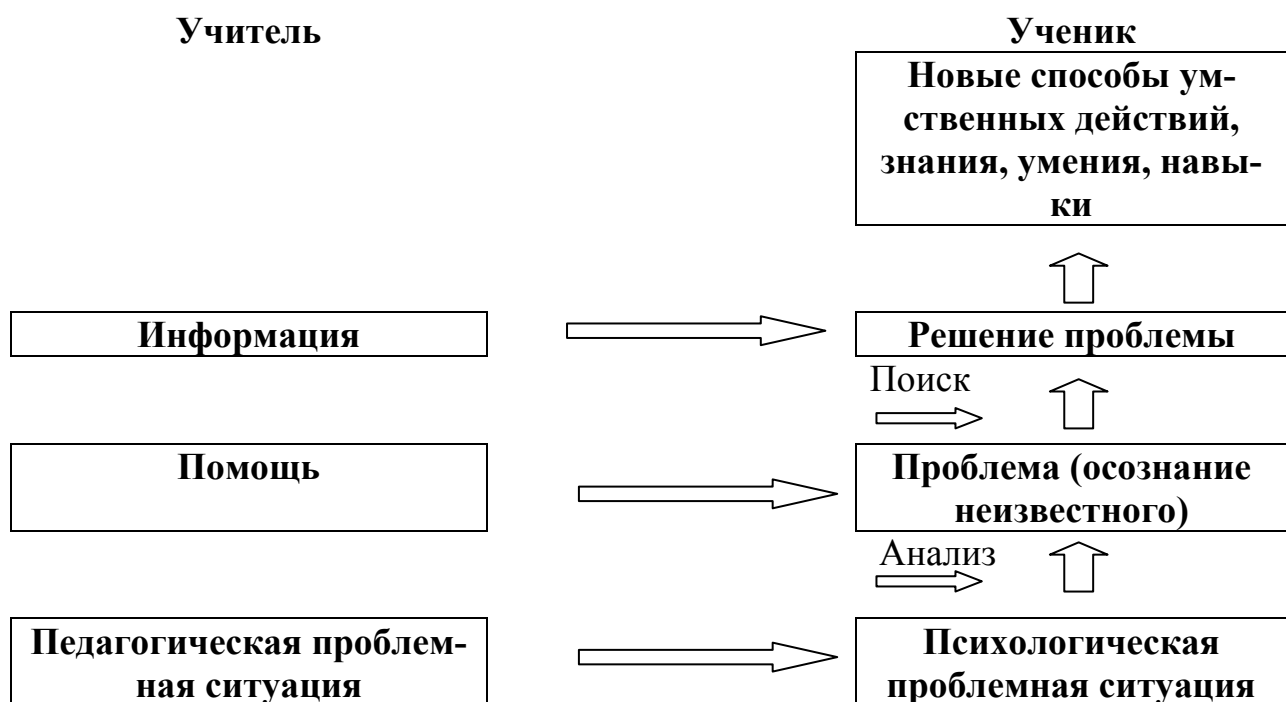 Учитель
Ученик
Новые способы ум-
ственных действий,
знания, умения, навы-
ки
Информация
Решение проблемы
Поиск
Помощь
Проблема (осознание
неизвестного)
Анализ
Педагогическая проблем-
ная ситуация
Психологическая
проблемная ситуация